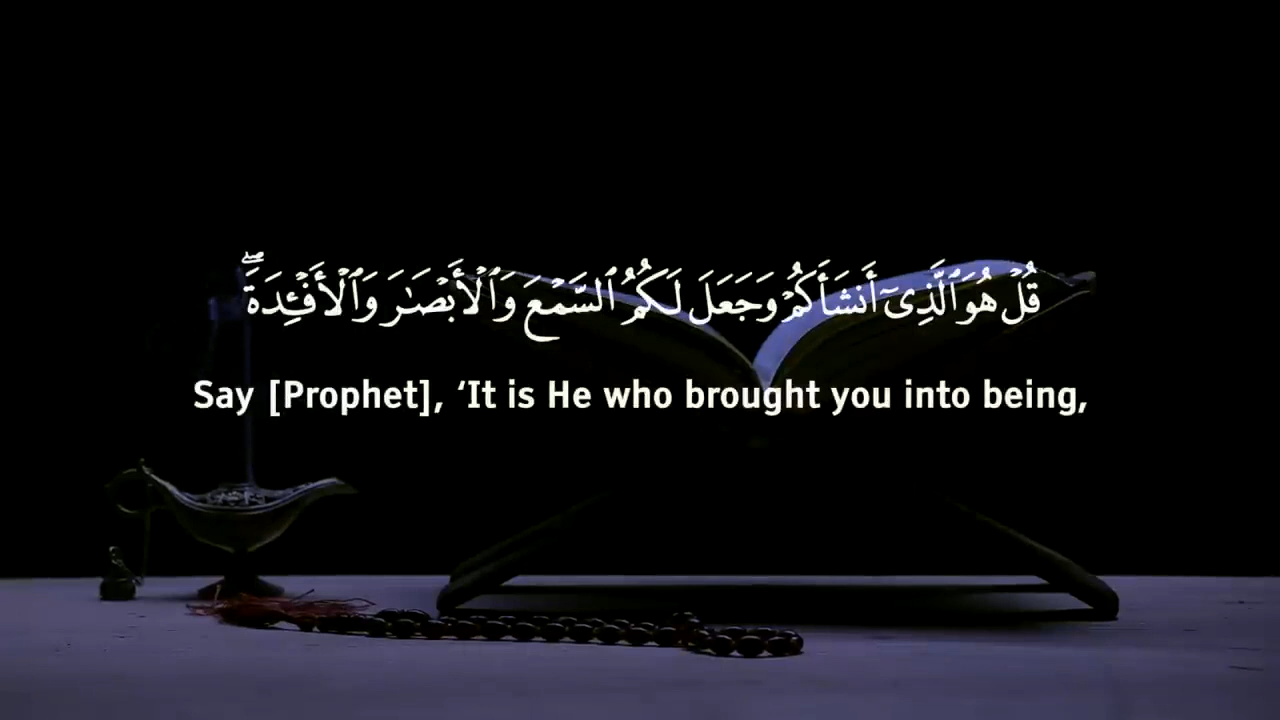 قُلْ هُوَ ٱلَّذِىٓ أَنشَأَكُمْ وَجَعَلَ لَكُمُ ٱلسَّمْعَ وَٱلْأَبْصَٰرَ وَٱلْأَفْـِٔدَةَ ۖ
Say [Prophet], ‘It is He who brought you into being,